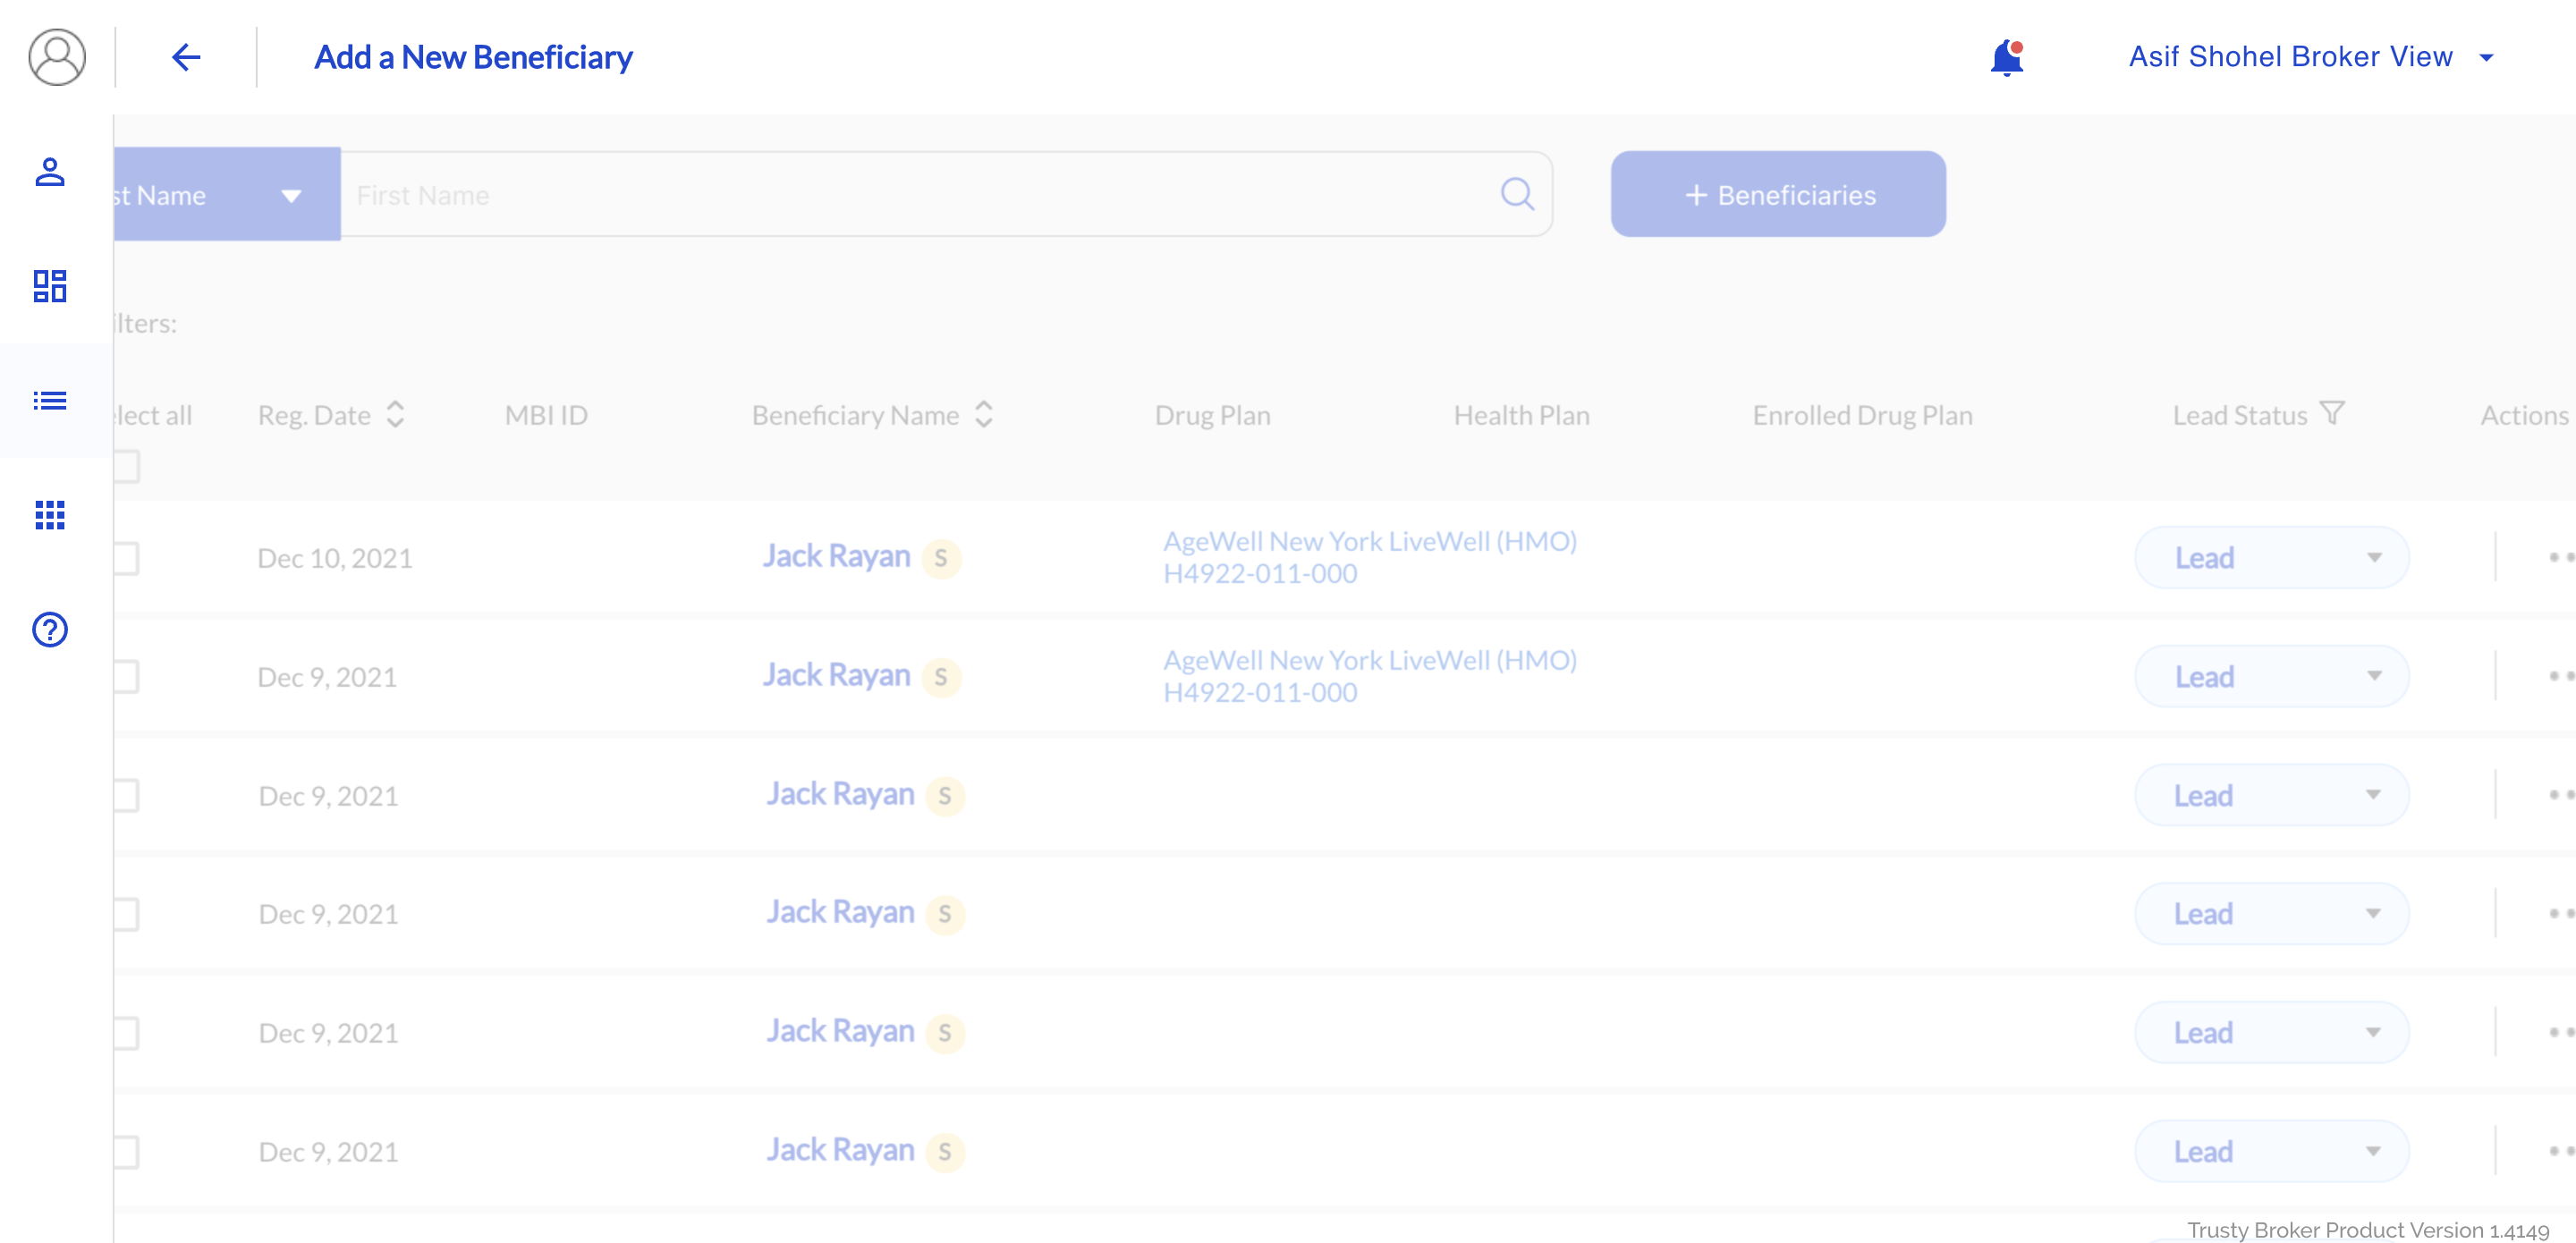 Add a New Beneficiary
Asif Shohel Broker View
st Name
First Name
+ Beneficiaries
ilters:
elect all
Reg. Date
MBI ID
Beneficiary Name
Drug Plan
Health Plan
Enrolled Drug Plan
Lead Status
Actions
Dec 10, 2021
Jack Rayan S
AgeWell New York LiveWell (HMO)
H4922-011-000
Lead
Dec 9, 2021
Jack Rayan S
AgeWell New York LiveWell (HMO)
H4922-011-000
Lead
Dec 9, 2021
Jack Rayan S
Lead
Dec 9, 2021
Jack Rayan S
Lead
Dec 9, 2021
Jack Rayan S
Lead
Dec 9, 2021
Jack Rayan S
Lead
Trusty Broker Product Version 1.4149